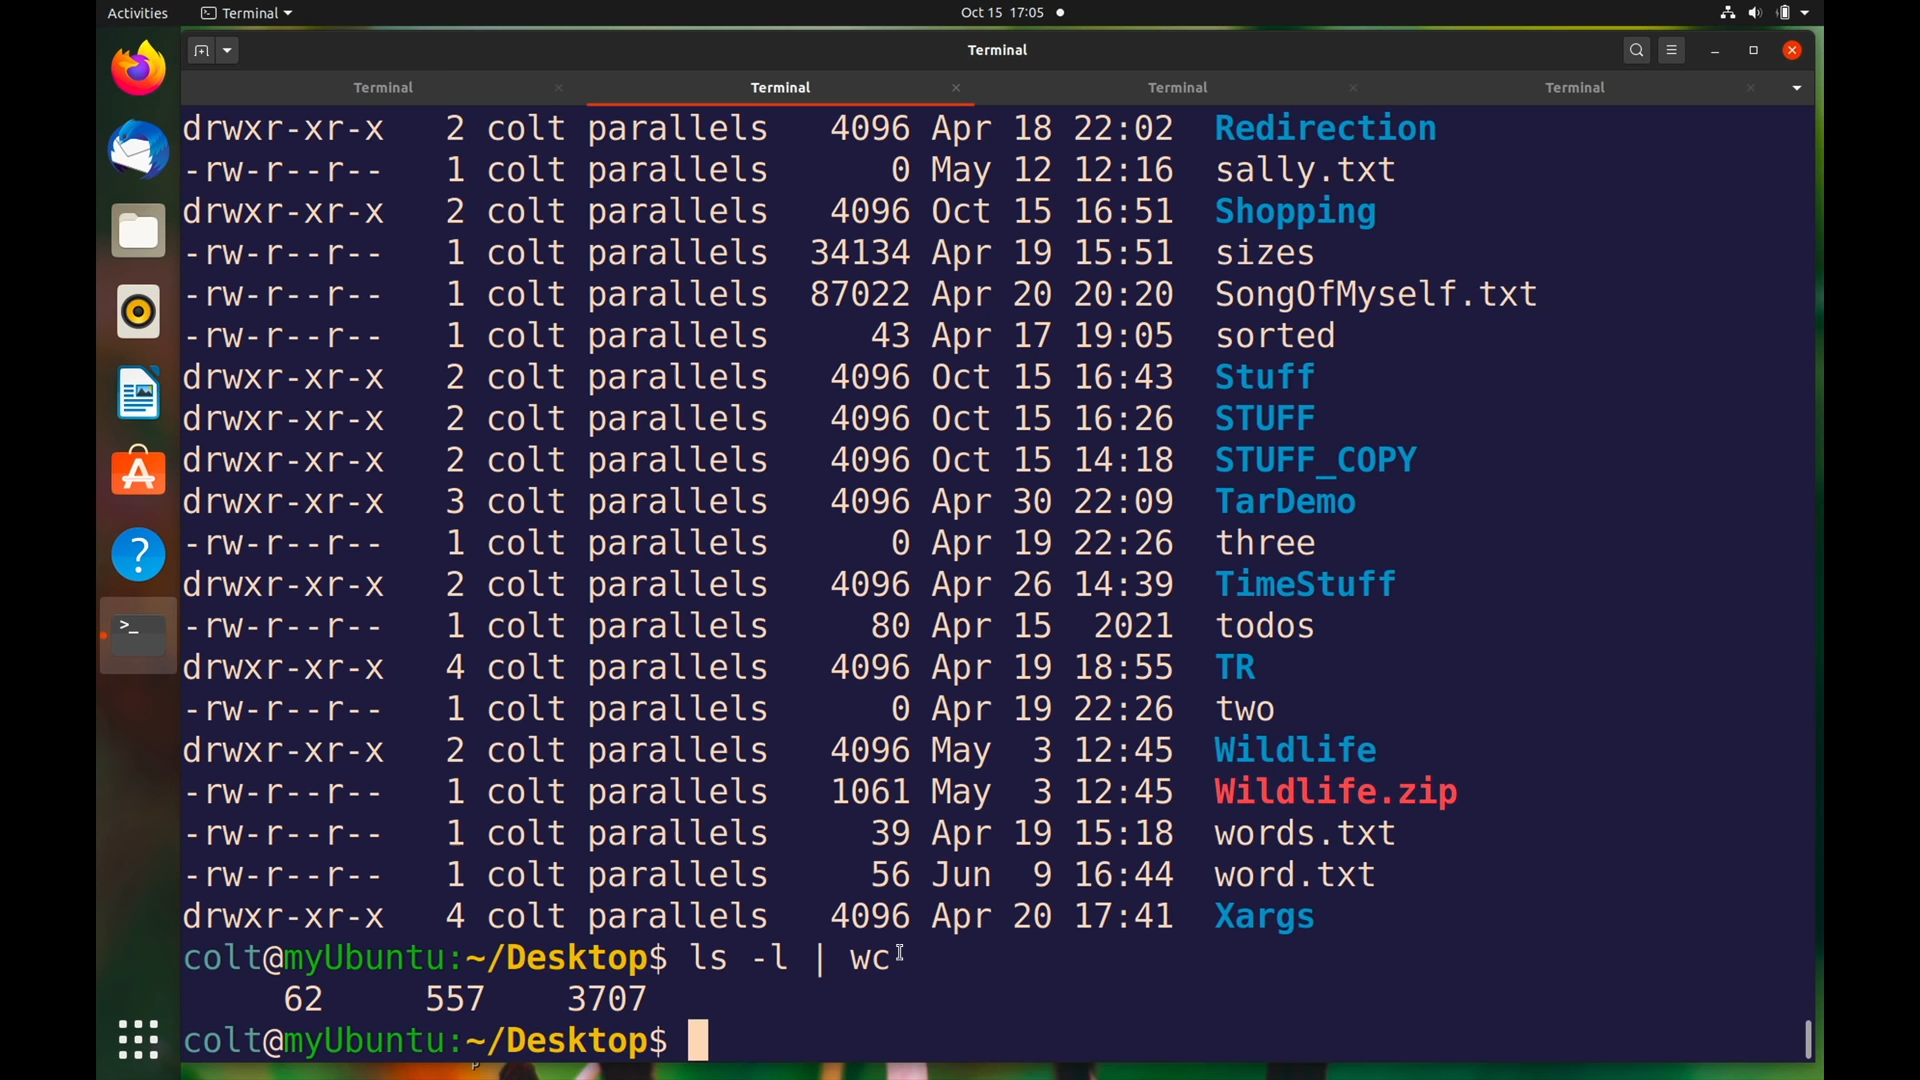 Activities Terminal Oct 15 17:05
Terminal
Terminal Terminal Terminal Terminal
drwxr-xr-x 2 colt parallels 4096 Apr 18 22:02 Redirection
-rw-r--r-- 1 colt parallels 0 May 12 12:16 sally.txt
drwxr-xr-x 2 colt parallels 4096 Oct 15 16:51 Shopping
-rw-r--r-- 1 colt parallels 34134 Apr 19 15:51 sizes
-rw-r--r-- 1 colt parallels 87022 Apr 20 20:20 SongOfMyself.txt
-rw-r--r-- 1 colt parallels 43 Apr 17 19:05 sorted
drwxr-xr-x 2 colt parallels 4096 Oct 15 16:43 Stuff
drwxr-xr-x 2 colt parallels 4096 Oct 15 16:26 STUFF
drwxr-xr-x 2 colt parallels 4096 Oct 15 14:18 STUFF_COPY
drwxr-xr-x 3 colt parallels 4096 Apr 30 22:09 TarDemo
-rw-r--r-- 1 colt parallels 0 Apr 19 22:26 three
drwxr-xr-x 2 colt parallels 4096 Apr 26 14:39 TimeStuff
-rw-r--r-- 1 colt parallels 80 Apr 15 2021 todos
drwxr-xr-x 4 colt parallels 4096 Apr 19 18:55 TR
-rw-r--r-- 1 colt parallels 0 Apr 19 22:26 two
drwxr-xr-x 2 colt parallels 4096 May 3 12:45 Wildlife
-rw-r--r-- 1 colt parallels 1061 May 3 12:45 Wildlife.zip
-rw-r--r-- 1 colt parallels 39 Apr 19 15:18 words.txt
-rw-r--r-- 1 colt parallels 56 Jun 9 16:44 word.txt
drwxr-xr-x 4 colt parallels 4096 Apr 20 17:41 Xargs
colt@myUbuntu:~/Desktop$ ls -l | wc
62 557 3707
colt@myUbuntu:~/Desktop$